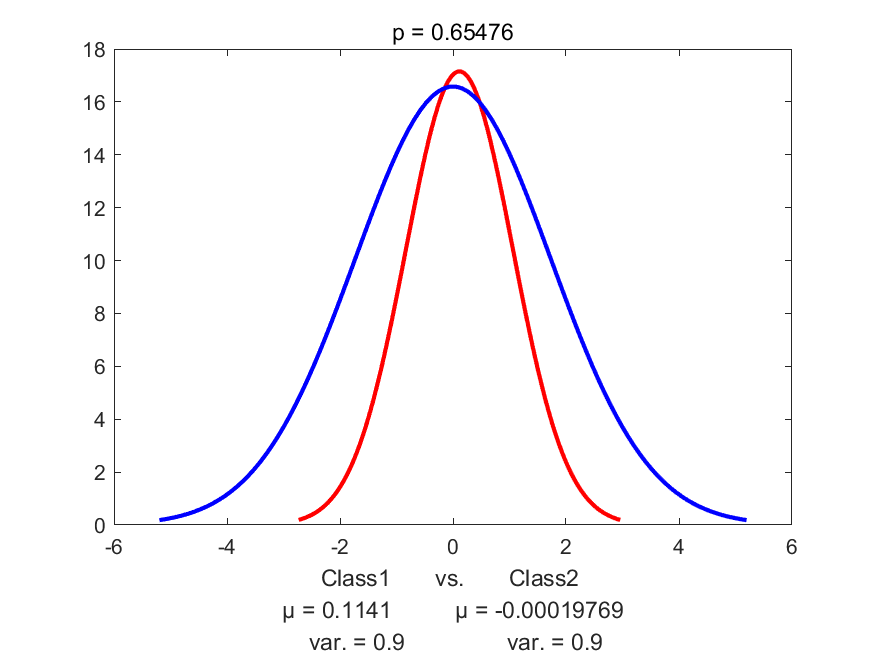 p = 0.65476
18
16
14
12
10
8
6
4
2
0
-6 -4 -2 0 2 4 6
Class1 vs. Class2
μ = 0.1141 μ = -0.00019769
var. = 0.9 var. = 0.9